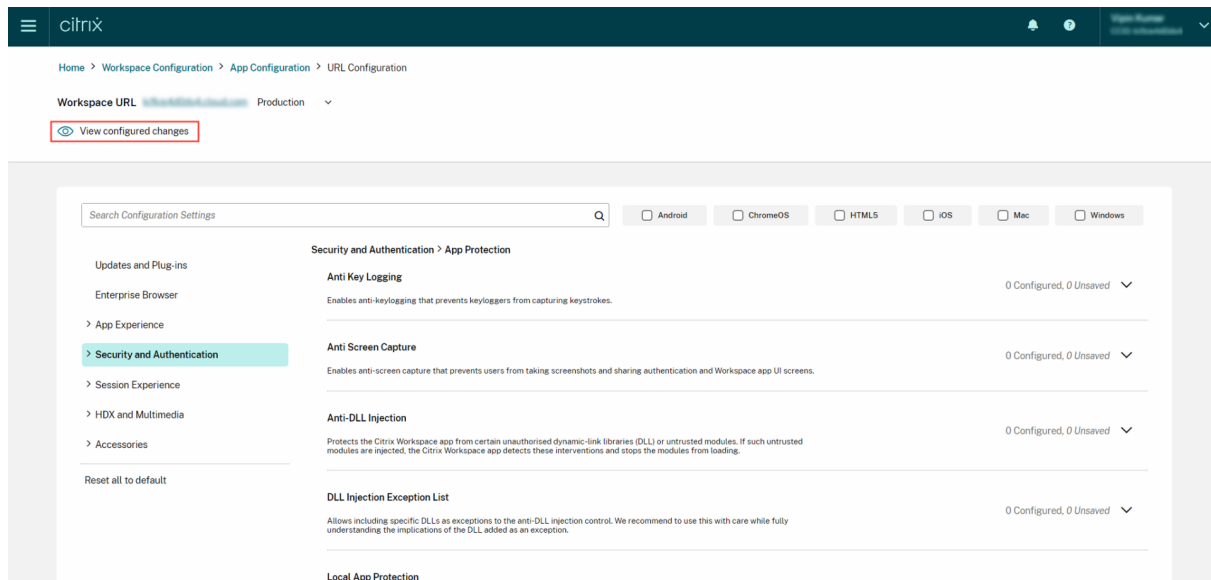 citrix
Home > Workspace Configuration > App Configuration > URL Configuration
Workspace URL Production
View configured changes
Search Configuration Settings
Android ChromeOS HTML5 iOS Mac Windows
Updates and Plug-ins
Enterprise Browser
> App Experience
> Security and Authentication
> Session Experience
> HDX and Multimedia
> Accessories
Reset all to default
Security and Authentication > App Protection
Anti Key Logging
0 Configured, 0 Unsaved
Enables anti-keylogging that prevents keyloggers from capturing keystrokes.
Anti Screen Capture
0 Configured, 0 Unsaved
Enables anti-screen capture that prevents users from taking screenshots and sharing authentication and Workspace app UI screens.
Anti-DLL Injection
0 Configured, 0 Unsaved
Protects the Citrix Workspace app from certain unauthorised dynamic-link libraries (DLL) or untrusted modules. If such untrusted
modules are injected, the Citrix Workspace app detects these interventions and stops the modules from loading.
DLL Injection Exception List
0 Configured, 0 Unsaved
Allows including specific DLLs as exceptions to the anti-DLL injection control. We recommend to use this with care while fully
understanding the implications of the DLL added as an exception.
Local App Protection